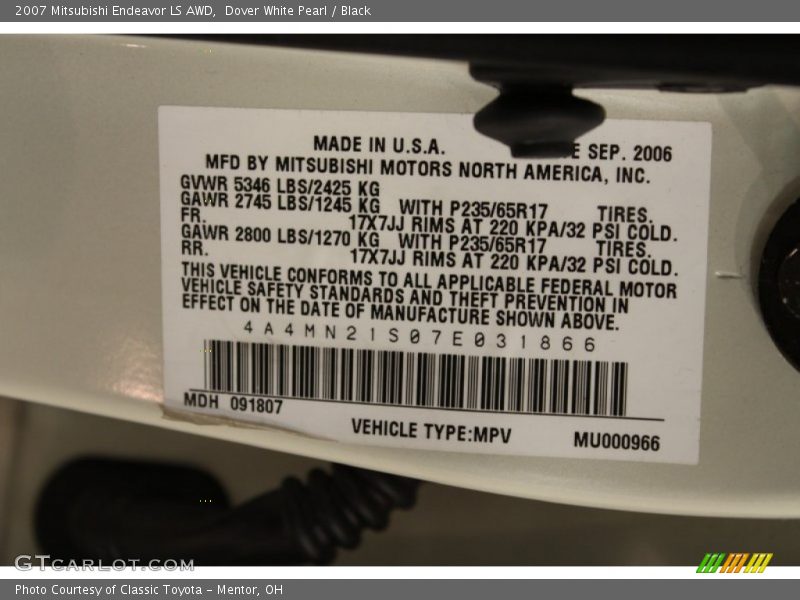 2007 Mitsubishi Endeavor LS AWD,  Dover White Pearl / Black
MADE IN U.S.A. SEP. 2006
MFD BY MITSUBISHI MOTORS NORTH AMERICA, INC.
GVWR 5346 LBS/2425 KG
GAWR 2745 LBS/1245 KG WITH P235/65R17 TIRES.
FR. 17X7JJ RIMS AT 220 KPA/32 PSI COLD.
GAWR 2800 LBS/1270 KG WITH P235/65R17 TIRES.
RR. 17X7JJ RIMS AT 220 KPA/32 PSI COLD.
THIS VEHICLE CONFORMS TO ALL APPLICABLE FEDERAL MOTOR
VEHICLE SAFETY STANDARDS AND THEFT PREVENTION IN
EFFECT ON THE DATE OF MANUFACTURE SHOWN ABOVE.
4A4MN21S07E031866
MDH 091807
VEHICLE TYPE:MPV MU000966
GTCARLOT.COM
Photo Courtesy of Classic Toyota - Mentor, OH